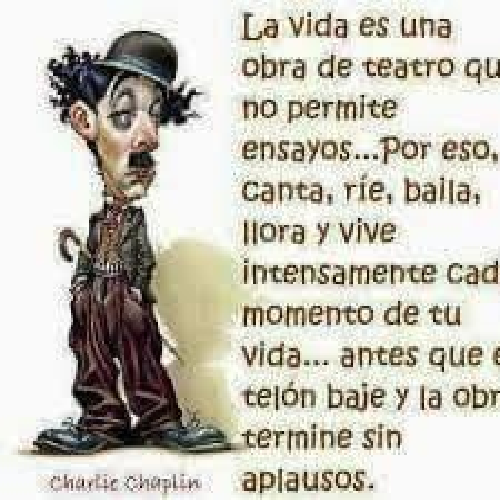 La vida es una
obra de teatro qu
no permite
ensayos...Por eso,
canta, ríe, baila,
llora y vive
intensamente cad
momento de tu
vida... antes que e
telón baje y la obr
termine sin
aplausos.
Charlie Chaplin